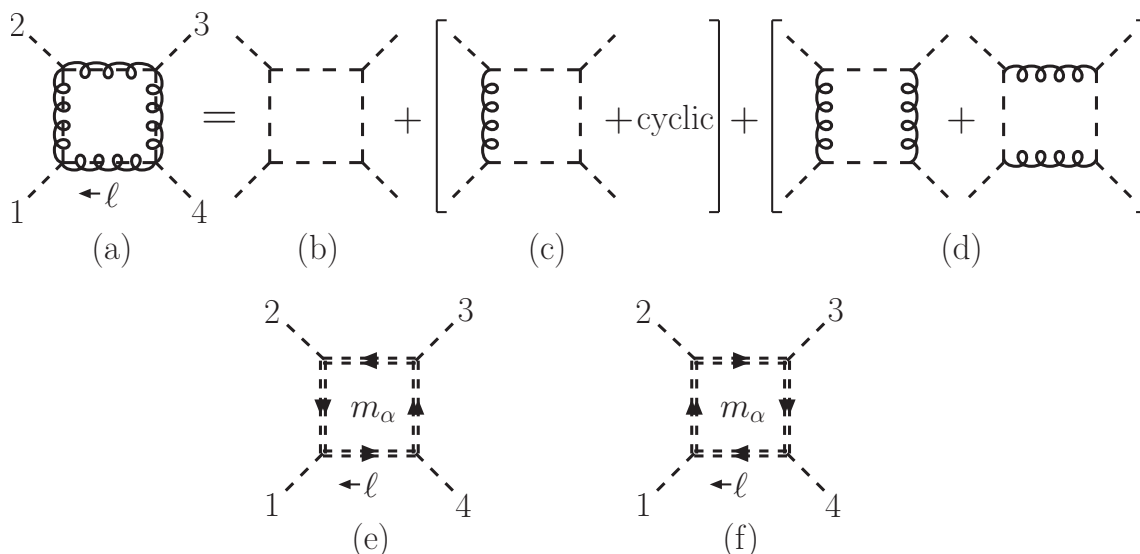 2 3
= + + cyclic + +
1 ← ℓ 4
(a) (b) (c) (d)
2 3 2 3
m_α m_α
1 ← ℓ 4 1 ← ℓ 4
(e) (f)